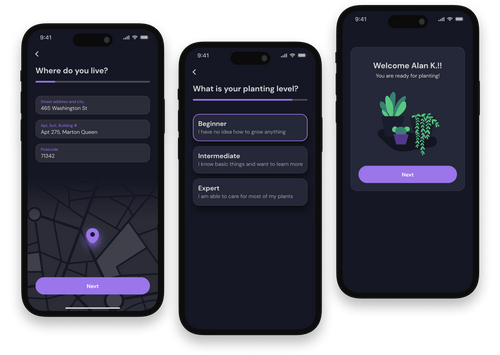 9:41
Where do you live?
Street address and city
465 Washington St
Apt, Suit, Building #
Apt 275, Marton Queen
Postcode
71342
Next
9:41
What is your planting level?
Beginner
I have no idea how to grow anything
Intermediate
I know basic things and want to learn more
Expert
I am able to care for most of my plants
9:41
Welcome Alan K.!!
You are ready for planting!
Next